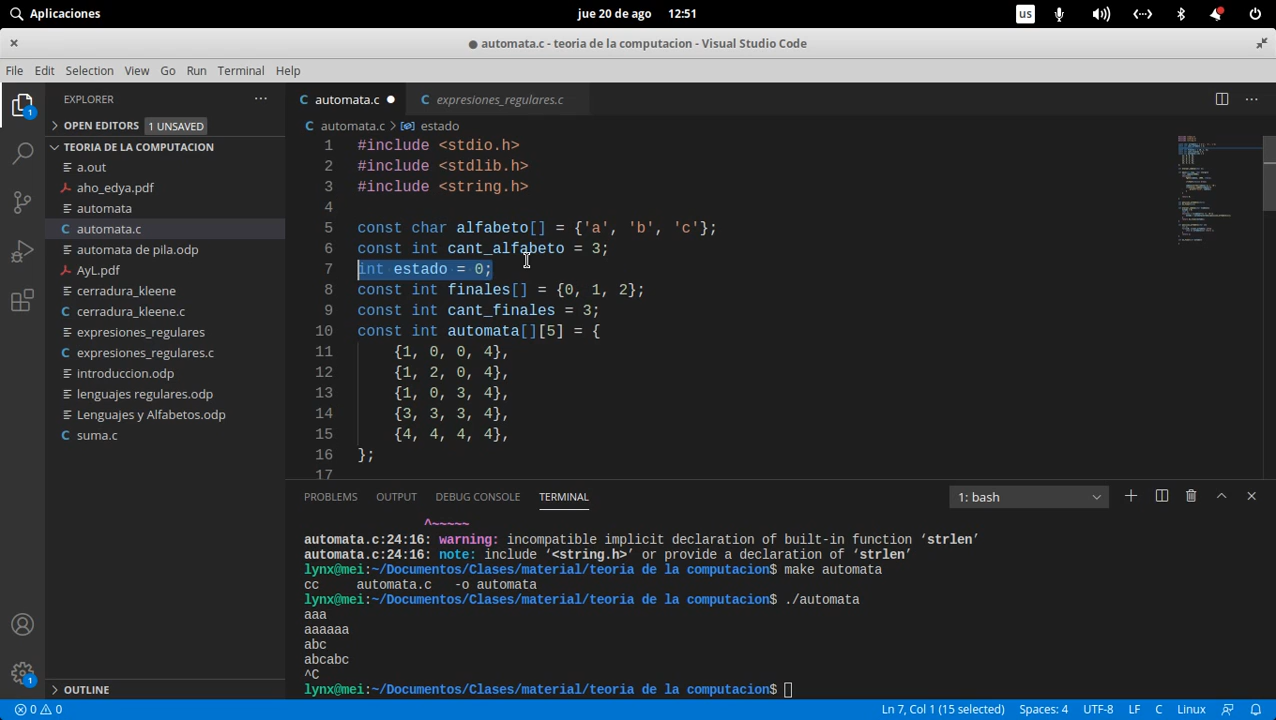 Aplicaciones
jue 20 de ago 12:51
us
automata.c - teoria de la computacion - Visual Studio Code
File Edit Selection View Go Run Terminal Help
EXPLORER
automata.c
expresiones_regulares.c
1
OPEN EDITORS 1 UNSAVED
automata.c > estado
TEORIA DE LA COMPUTACION
a.out
aho_edya.pdf
automata
automata.c
automata de pila.odp
AyL.pdf
cerradura_kleene
cerradura_kleene.c
expresiones_regulares
expresiones_regulares.c
introduccion.odp
lenguajes regulares.odp
Lenguajes y Alfabetos.odp
suma.c
1 #include <stdio.h>
2 #include <stdlib.h>
3 #include <string.h>
4
5 const char alfabeto[] = {'a', 'b', 'c'};
6 const int cant_alfabeto = 3;
7 int estado = 0;
8 const int finales[] = {0, 1, 2};
9 const int cant_finales = 3;
10 const int automata[][5] = {
11 {1, 0, 0, 4},
12 {1, 2, 0, 4},
13 {1, 0, 3, 4},
14 {3, 3, 3, 4},
15 {4, 4, 4, 4},
16 };
17
PROBLEMS OUTPUT DEBUG CONSOLE TERMINAL
1: bash
^~~~~~
automata.c:24:16: warning: incompatible implicit declaration of built-in function ‘strlen’
automata.c:24:16: note: include ‘<string.h>’ or provide a declaration of ‘strlen’
lynx@mei:~/Documentos/Clases/material/teoria de la computacion$ make automata
cc automata.c -o automata
lynx@mei:~/Documentos/Clases/material/teoria de la computacion$ ./automata
aaa
aaaaaa
abc
abcabc
^C
lynx@mei:~/Documentos/Clases/material/teoria de la computacion$
1
OUTLINE
0 0
Ln 7, Col 1 (15 selected) Spaces: 4 UTF-8 LF C Linux